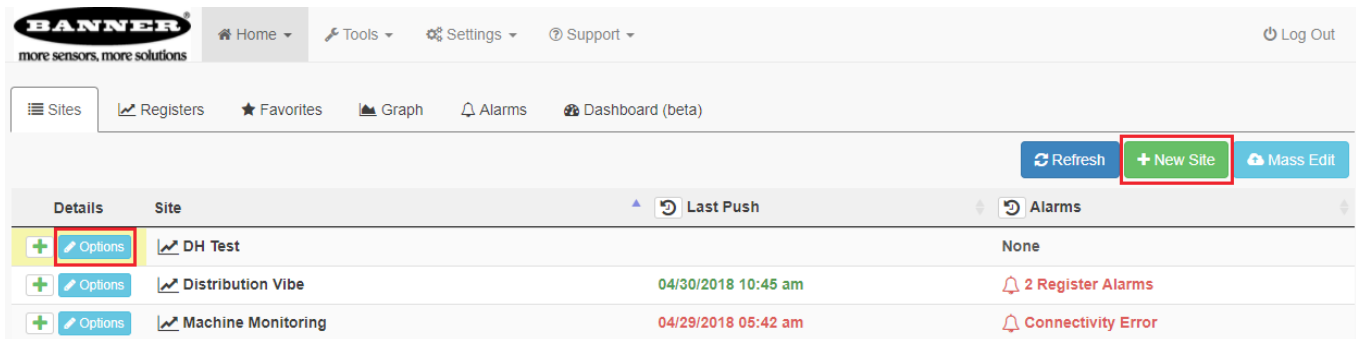 BANNER
more sensors, more solutions
Home Tools Settings Support Log Out
Sites Registers Favorites Graph Alarms Dashboard (beta)
Refresh New Site Mass Edit
Details Site Last Push Alarms
Options DH Test None
Options Distribution Vibe 04/30/2018 10:45 am 2 Register Alarms
Options Machine Monitoring 04/29/2018 05:42 am Connectivity Error